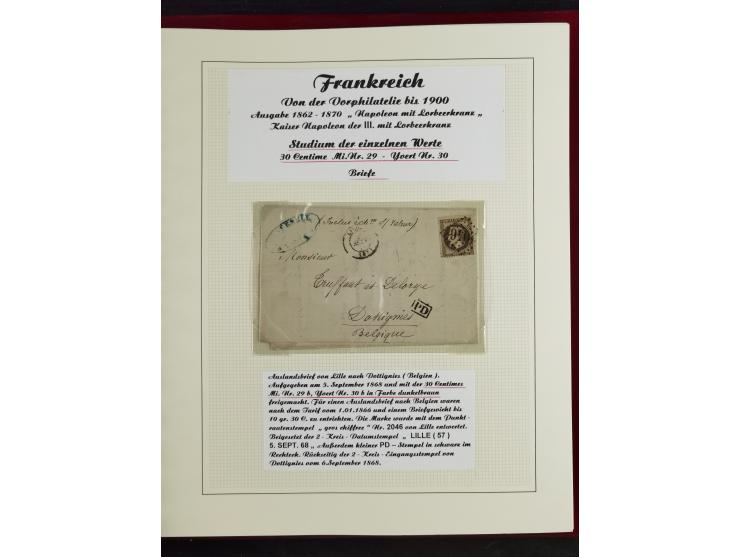 Frankreich
Von der Vorphilatelie bis 1900
Ausgabe 1862 - 1870 „ Napoleon mit Lorbeerkranz „
Kaiser Napoleon der III. mit Lorbeerkranz
Studium der einzelnen Werte
30 Centime Mi.Nr. 29 - Yvert Nr. 30
Briefe
Monsieur
Truffaut et Delorge
Dottignies
PD
Belgique
Auslandsbrief von Lille nach Dottignies ( Belgien ).
Aufgegeben am 5. September 1868 und mit der 30 Centimes
Mi. Nr. 29 b, Yvert Nr. 30 b in Farbe dunkelbraun
freigemacht. Für einen Auslandsbrief nach Belgien waren
nach dem Tarif vom 1.01.1866 und einem Briefgewicht bis
10 gr. 30 C. zu entrichten. Die Marke wurde mit dem Punkt -
rautenstempel „ gros chiffres “ Nr. 2046 von Lille entwertet.
Beigesetzt der 2 - Kreis - Datumstempel „ LILLE ( 57 )
5. SEPT. 68 „ Außerdem kleiner PD – Stempel in schwarz im
Rechteck. Rückseitig der 2 - Kreis - Eingangsstempel von
Dottignies vom 6.September 1868.